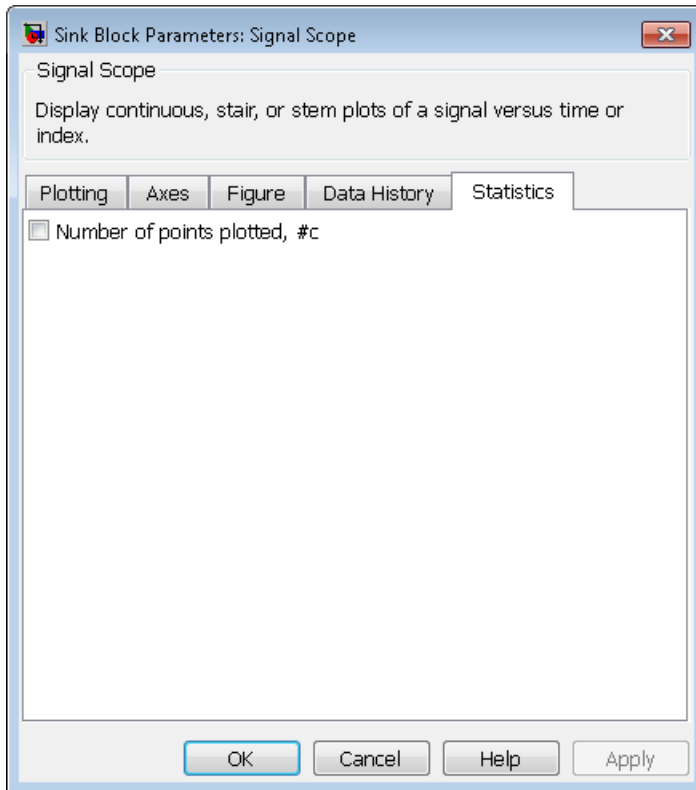 Sink Block Parameters: Signal Scope
Signal Scope
Display continuous, stair, or stem plots of a signal versus time or
index.
Plotting Axes Figure Data History Statistics
Number of points plotted, #c
OK Cancel Help Apply